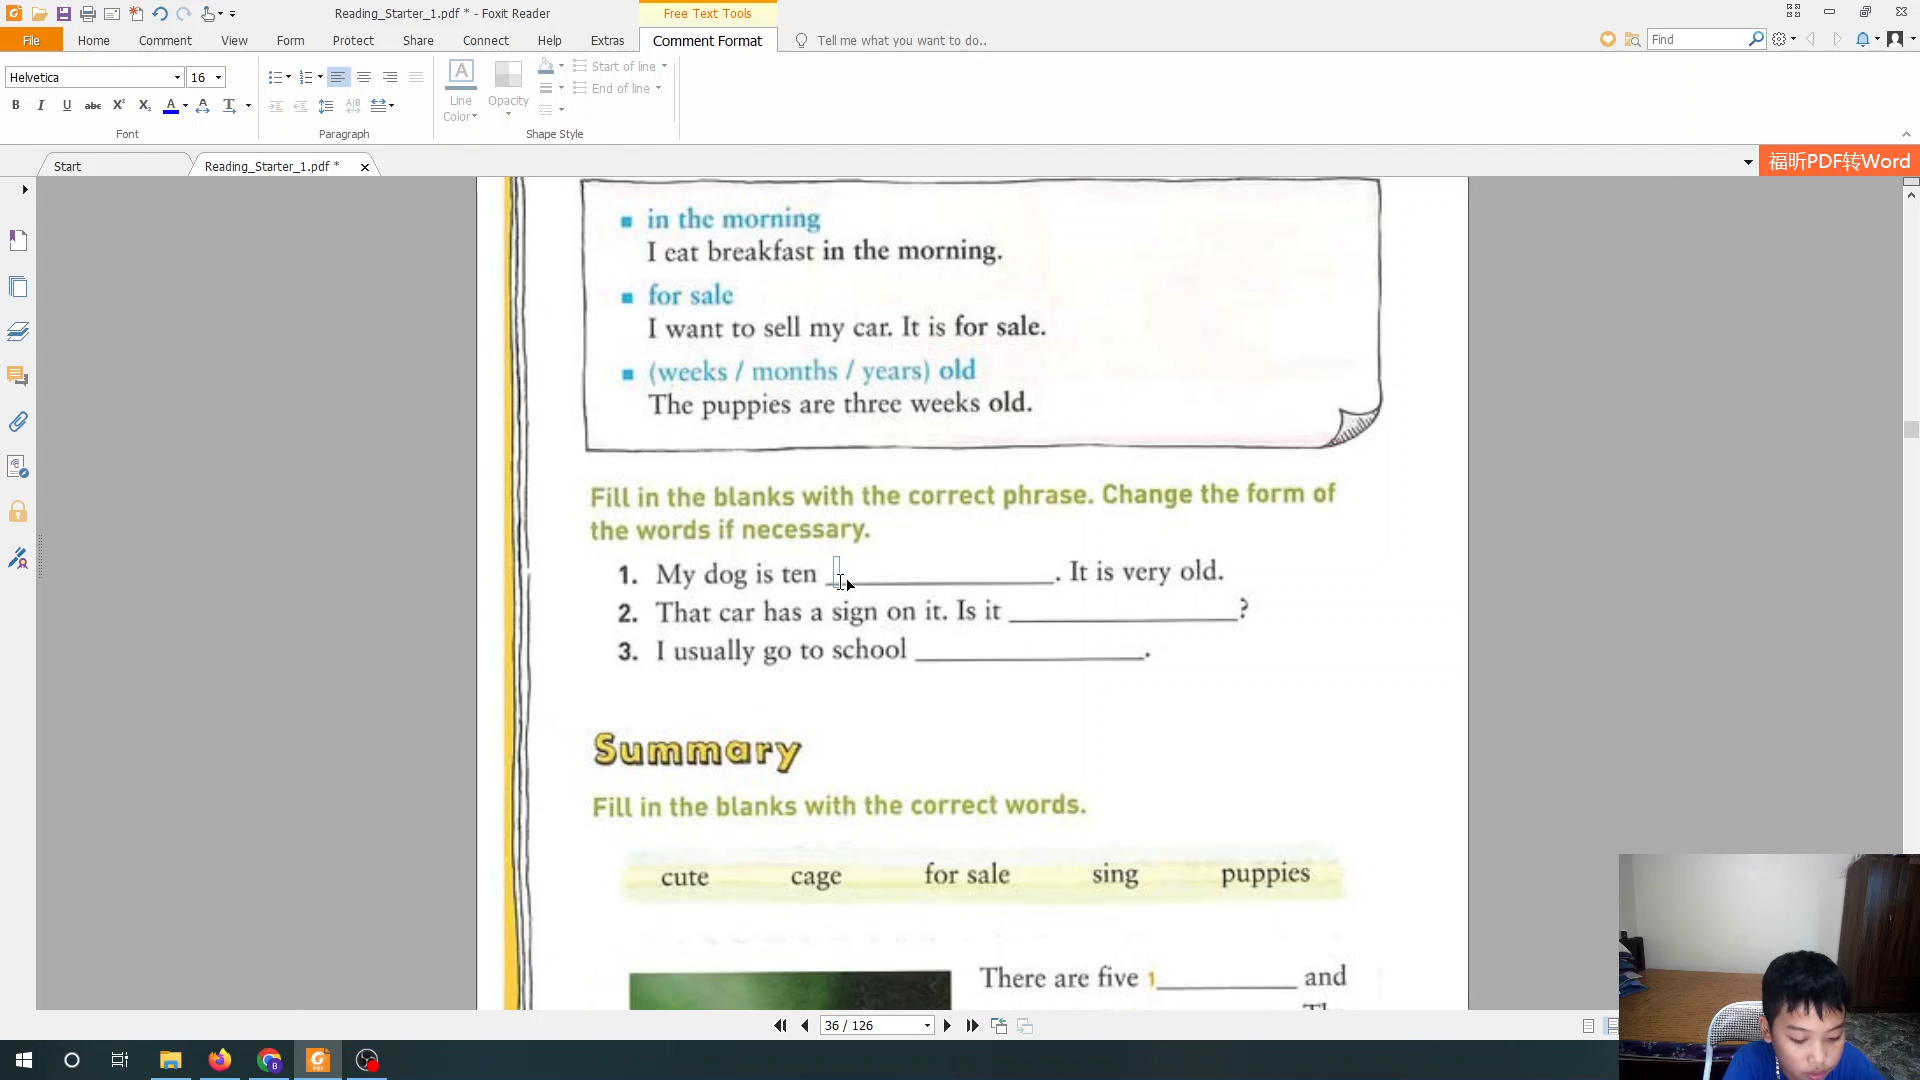 Reading_Starter_1.pdf * - Foxit Reader
Free Text Tools
File Home Comment View Form Protect Share Connect Help Extras Comment Format Tell me what you want to do.. Find
Helvetica 16
Start of line
End of line
B I U abc X² X₂ A A T
Line Color
Opacity
Font Paragraph Shape Style
Start Reading_Starter_1.pdf * 福昕PDF转Word
in the morning
I eat breakfast in the morning.
for sale
I want to sell my car. It is for sale.
(weeks / months / years) old
The puppies are three weeks old.
Fill in the blanks with the correct phrase. Change the form of
the words if necessary.
1. My dog is ten ____________. It is very old.
2. That car has a sign on it. Is it ____________?
3. I usually go to school ____________.
Summary
Fill in the blanks with the correct words.
cute cage for sale sing puppies
There are five 1________ and
36 / 126